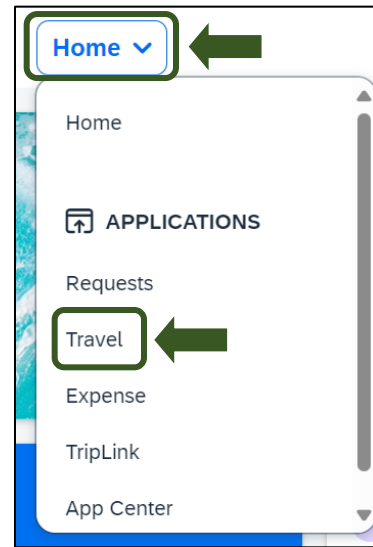 Home
Home
APPLICATIONS
Requests
Travel
Expense
TripLink
App Center